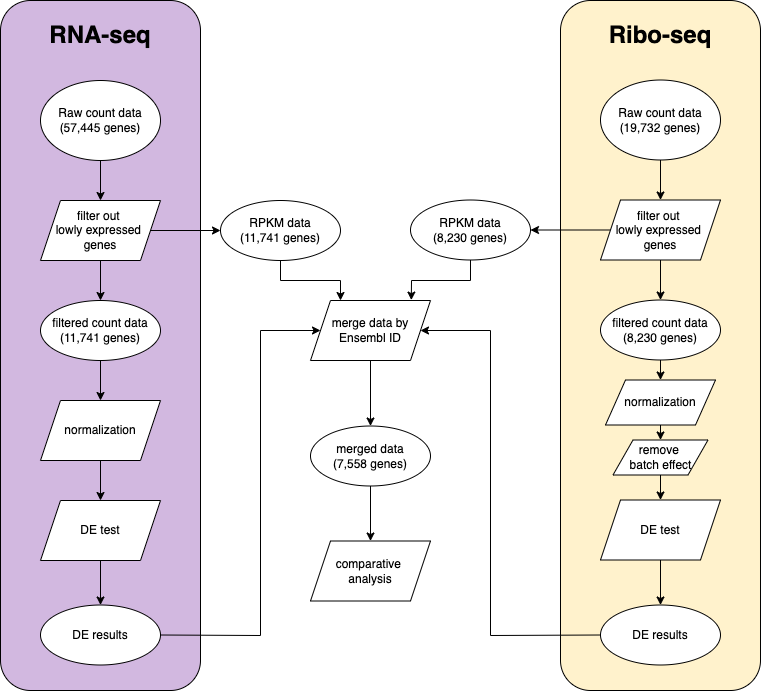 RNA-seq
Raw count data
(57,445 genes)
filter out
lowly expressed
genes
filtered count data
(11,741 genes)
normalization
DE test
DE results
RPKM data
(11,741 genes)
RPKM data
(8,230 genes)
merge data by
Ensembl ID
merged data
(7,558 genes)
comparative
analysis
Ribo-seq
Raw count data
(19,732 genes)
filter out
lowly expressed
genes
filtered count data
(8,230 genes)
normalization
remove
batch effect
DE test
DE results